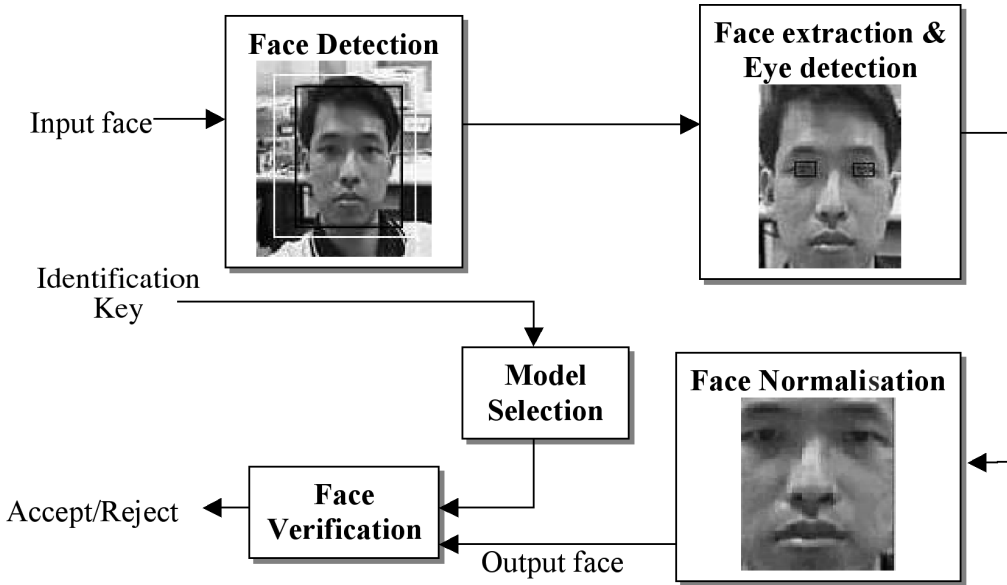 Face Detection
Face extraction &
Eye detection
Input face
Identification
Key
Model
Selection
Face Normalisation
Face
Verification
Accept/Reject
Output face